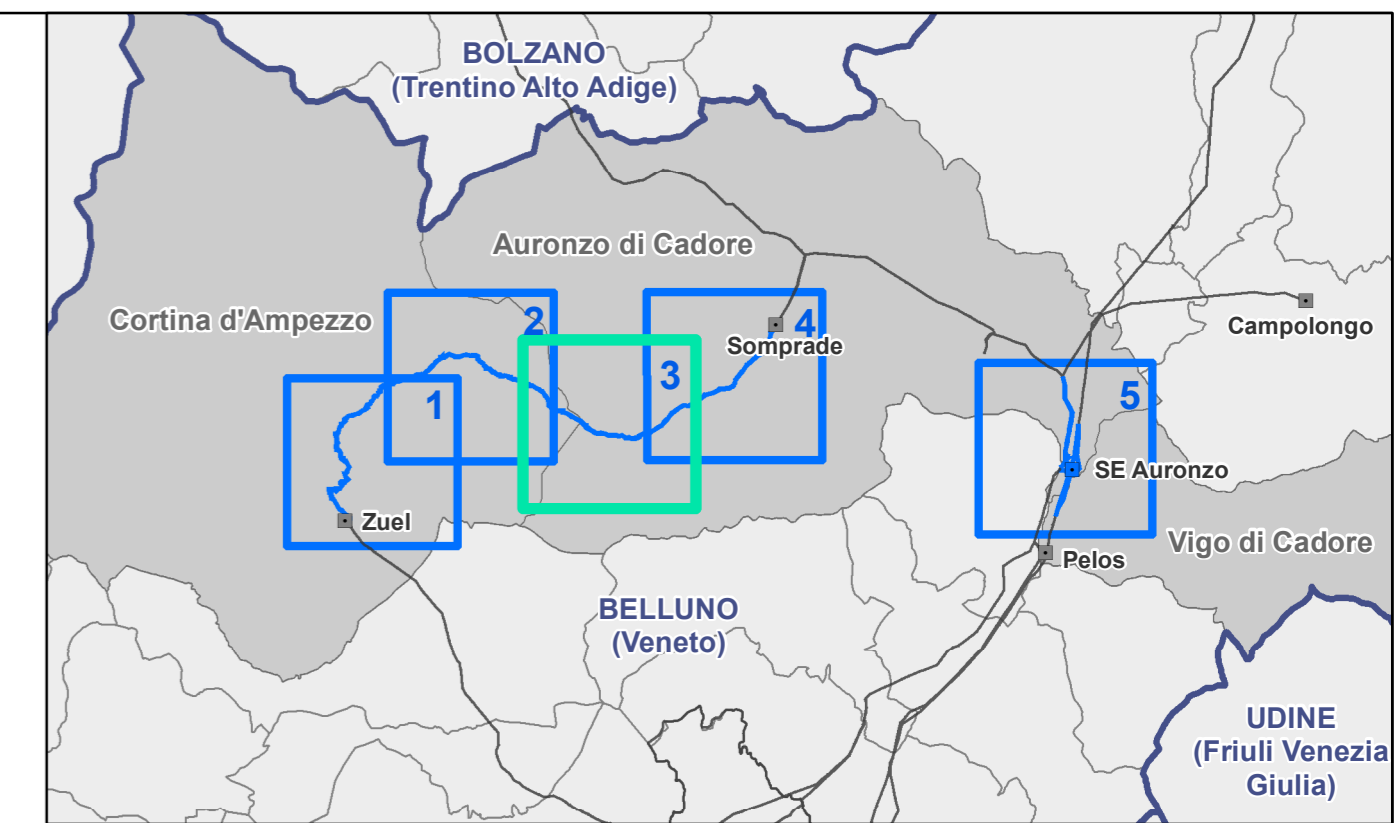 BOLZANO
(Trentino Alto Adige)
Auronzo di Cadore
Cortina d'Ampezzo
2
4
Somprade
Campolongo
3
1
5
SE Auronzo
Zuel
Vigo di Cadore
Pelos
BELLUNO
(Veneto)
UDINE
(Friuli Venezia
Giulia)